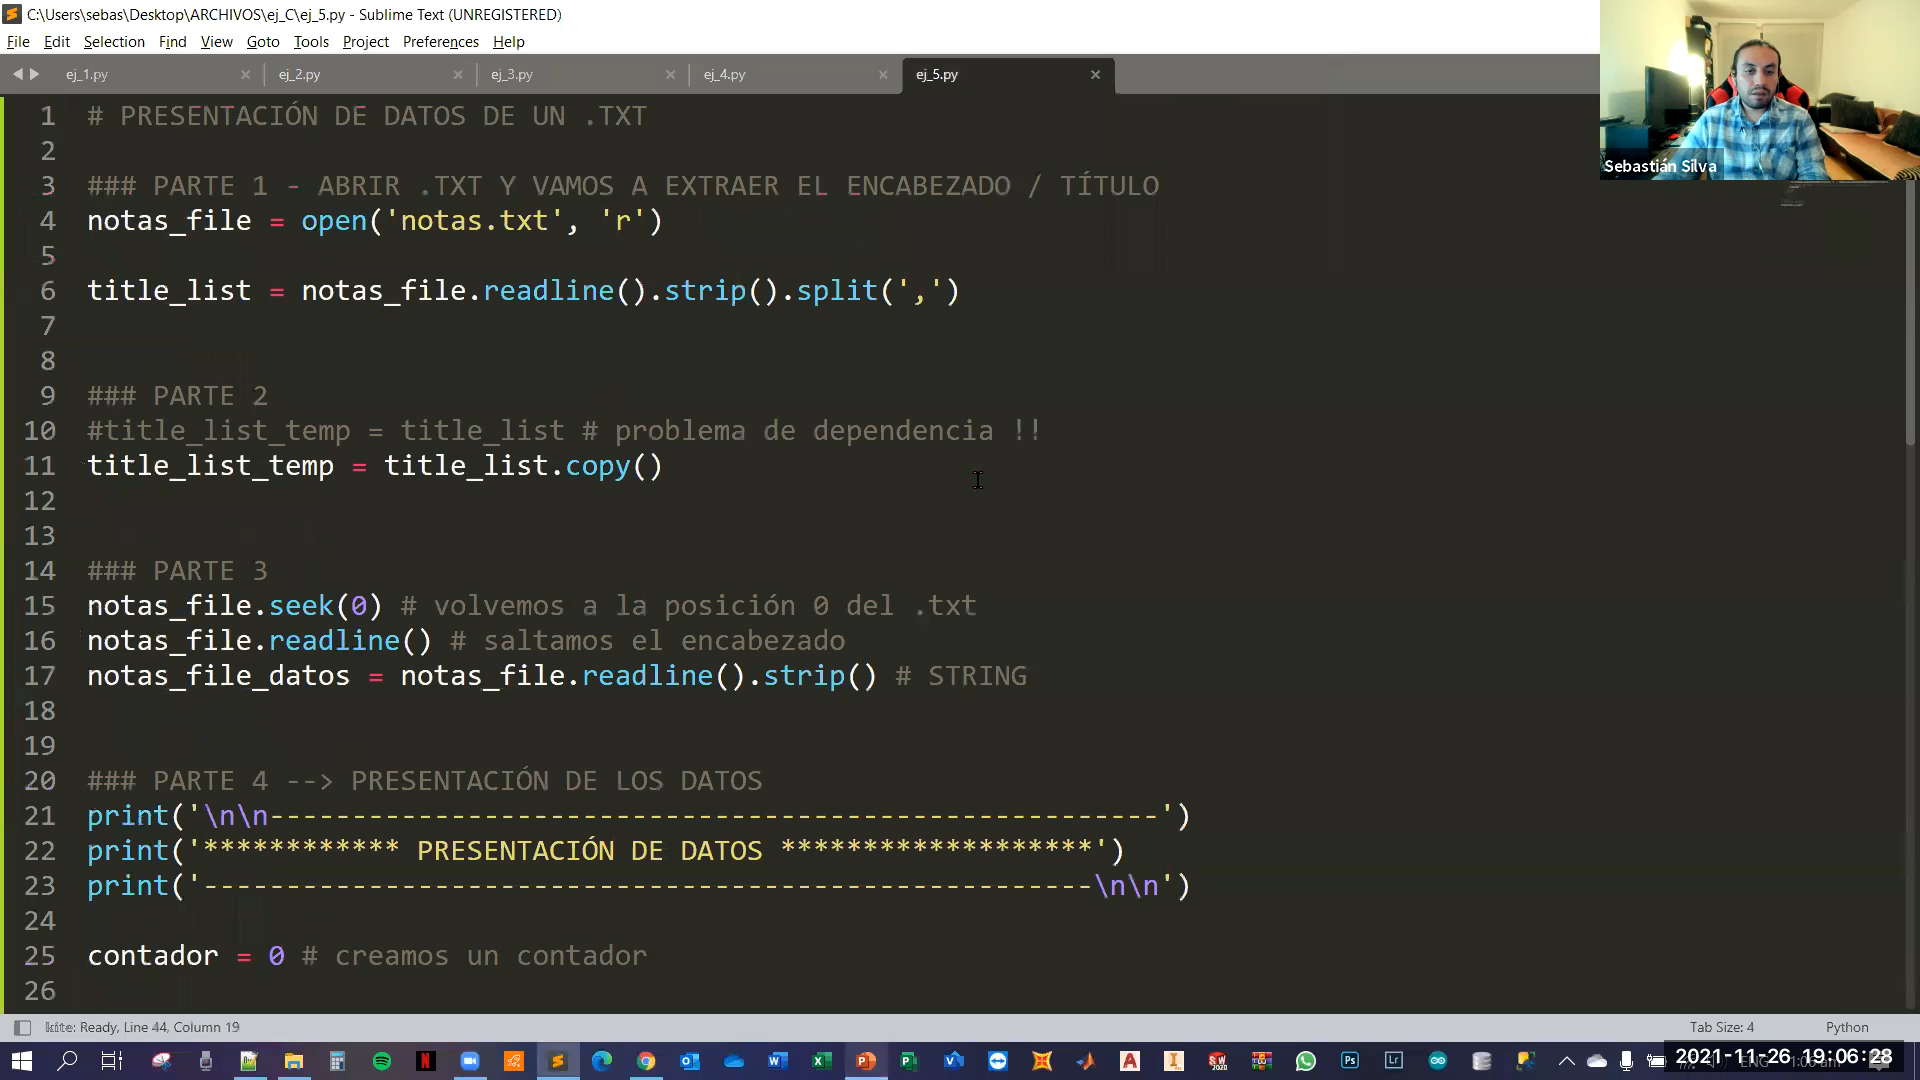 C:\Users\sebas\Desktop\ARCHIVOS\ej_C\ej_5.py - Sublime Text (UNREGISTERED)
File Edit Selection Find View Goto Tools Project Preferences Help
ej_1.py ej_2.py ej_3.py ej_4.py ej_5.py
Sebastián Silva
1 # PRESENTACIÓN DE DATOS DE UN .TXT
2
3 ### PARTE 1 - ABRIR .TXT Y VAMOS A EXTRAER EL ENCABEZADO / TÍTULO
4 notas_file = open('notas.txt', 'r')
5
6 title_list = notas_file.readline().strip().split(',')
7
8
9 ### PARTE 2
10 #title_list_temp = title_list # problema de dependencia !!
11 title_list_temp = title_list.copy()
12
13
14 ### PARTE 3
15 notas_file.seek(0) # volvemos a la posición 0 del .txt
16 notas_file.readline() # saltamos el encabezado
17 notas_file_datos = notas_file.readline().strip() # STRING
18
19
20 ### PARTE 4 --> PRESENTACIÓN DE LOS DATOS
21 print('\n\n------------------------------------------------------')
22 print('************ PRESENTACIÓN DE DATOS *******************')
23 print('------------------------------------------------------\n\n')
24
25 contador = 0 # creamos un contador
26
kite: Ready, Line 44, Column 19
Tab Size: 4 Python
2021-11-26 19:06:28